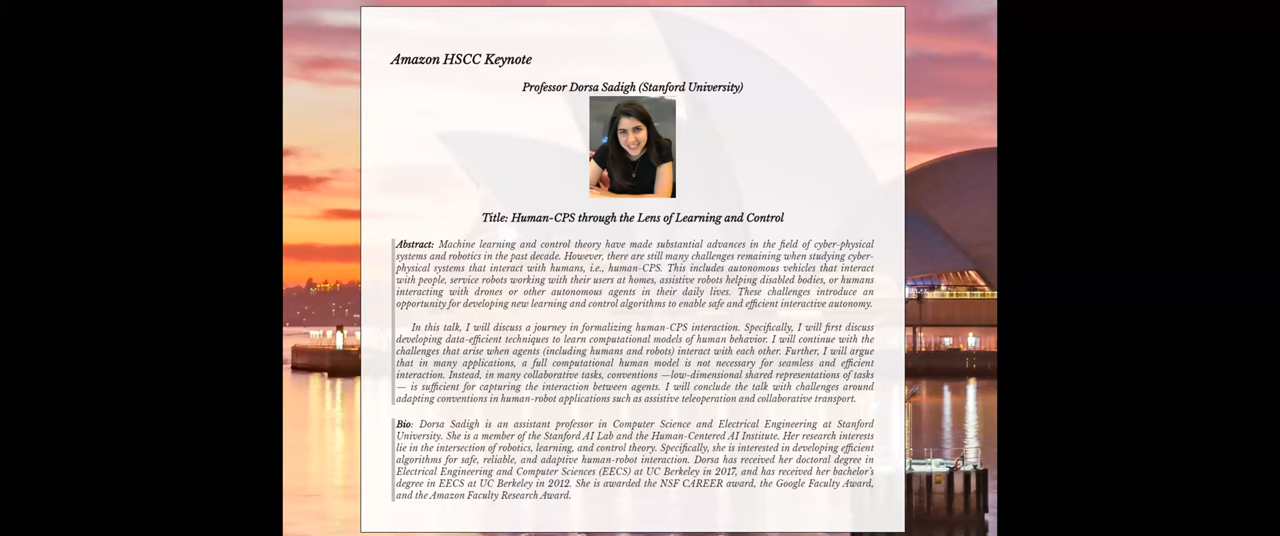 Amazon HSCC Keynote
Professor Dorsa Sadigh (Stanford University)
Title: Human-CPS through the Lens of Learning and Control
Abstract: Machine learning and control theory have made substantial advances in the field of cyber-physical
systems and robotics in the past decade. However, there are still many challenges remaining when studying cyber-
physical systems that interact with humans, i.e., human-CPS. This includes autonomous vehicles that interact
with people, service robots working with their users at homes, assistive robots helping disabled bodies, or humans
interacting with drones or other autonomous agents in their daily lives. These challenges introduce an
opportunity for developing new learning and control algorithms to enable safe and efficient interactive autonomy.
In this talk, I will discuss a journey in formalizing human-CPS interaction. Specifically, I will first discuss
developing data-efficient techniques to learn computational models of human behavior. I will continue with the
challenges that arise when agents (including humans and robots) interact with each other. Further, I will argue
that in many applications, a full computational human model is not necessary for seamless and efficient
interaction. Instead, in many collaborative tasks, conventions —low-dimensional shared representations of tasks
— is sufficient for capturing the interaction between agents. I will conclude the talk with challenges around
adapting conventions in human-robot applications such as assistive teleoperation and collaborative transport.
Bio: Dorsa Sadigh is an assistant professor in Computer Science and Electrical Engineering at Stanford
University. She is a member of the Stanford AI Lab and the Human-Centered AI Institute. Her research interests
lie in the intersection of robotics, learning, and control theory. Specifically, she is interested in developing efficient
algorithms for safe, reliable, and adaptive human-robot interaction. Dorsa has received her doctoral degree in
Electrical Engineering and Computer Sciences (EECS) at UC Berkeley in 2017, and has received her bachelor's
degree in EECS at UC Berkeley in 2012. She is awarded the NSF CAREER award, the Google Faculty Award,
and the Amazon Faculty Research Award.